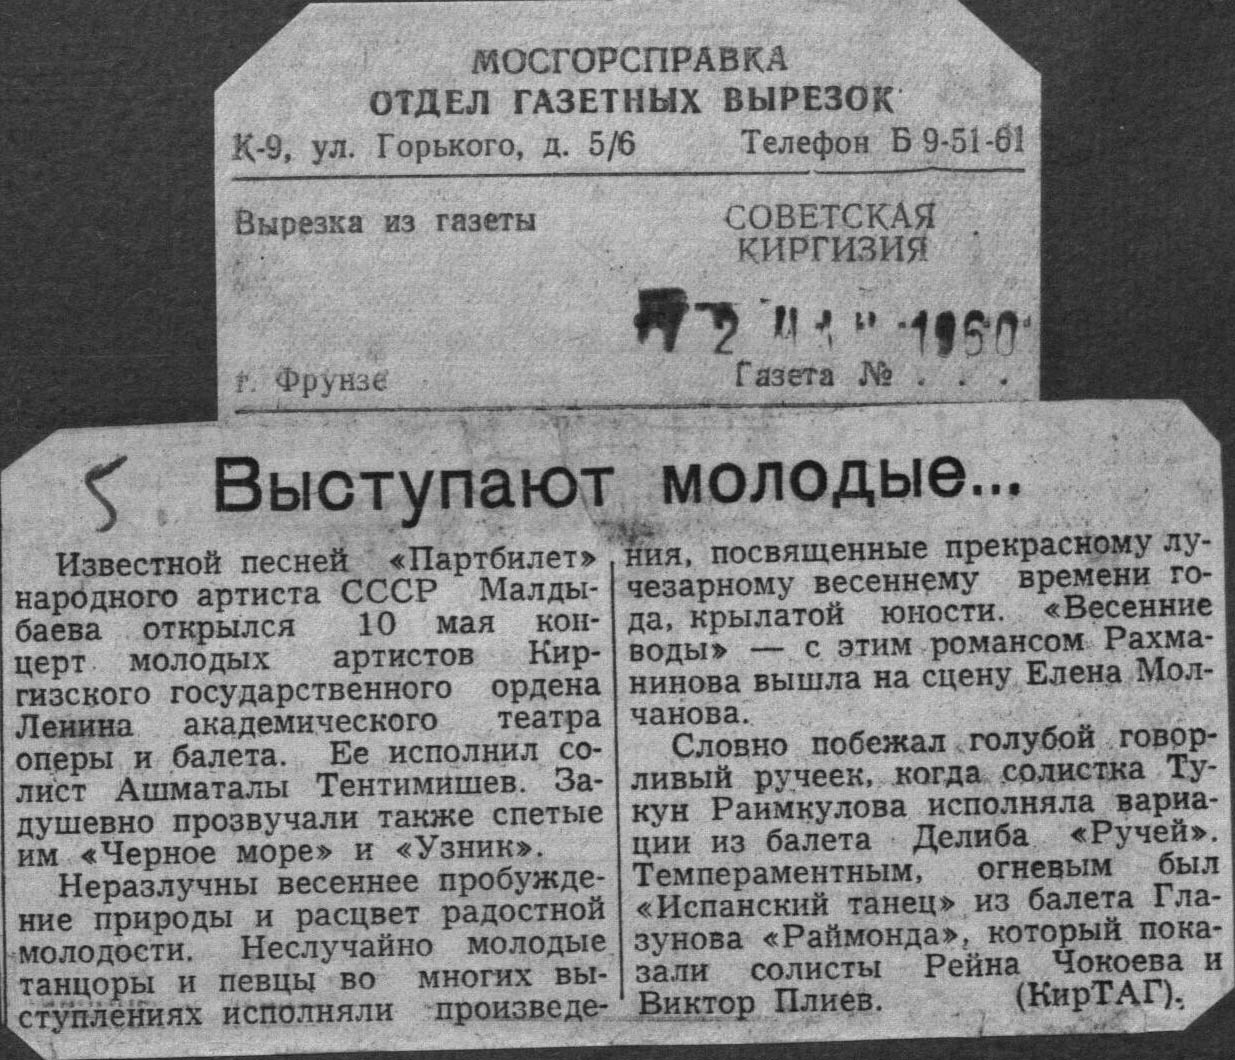 МОСГОРСПРАВКА
ОТДЕЛ ГАЗЕТНЫХ ВЫРЕЗОК
К-9, ул. Горького, д. 5/6 Телефон Б 9-51-61
Вырезка из газеты
СОВЕТСКАЯ
КИРГИЗИЯ
2 1960
г. Фрунзе Газета № . . .
5
Выступают молодые...
Известной песней «Партбилет»
народного артиста СССР Малды-
баева открылся 10 мая кон-
церт молодых артистов Кир-
гизского государственного ордена
Ленина академического театра
оперы и балета. Ее исполнил со-
лист Ашматалы Тентимишев. За-
душевно прозвучали также спетые
им «Черное море» и «Узник».
Неразлучны весеннее пробужде-
ние природы и расцвет радостной
молодости. Неслучайно молодые
танцоры и певцы во многих вы-
ступлениях исполняли произведе-
ния, посвященные прекрасному лу-
чезарному весеннему времени го-
да, крылатой юности. «Весенние
воды» — с этим романсом Рахма-
нинова вышла на сцену Елена Мол-
чанова.
Словно побежал голубой говор-
ливый ручеек, когда солистка Ту-
кун Раимкулова исполняла вариа-
ции из балета Делиба «Ручей».
Темпераментным, огневым был
«Испанский танец» из балета Гла-
зунова «Раймонда», который пока-
зали солисты Рейна Чокоева и
Виктор Плиев. (КирТАГ).